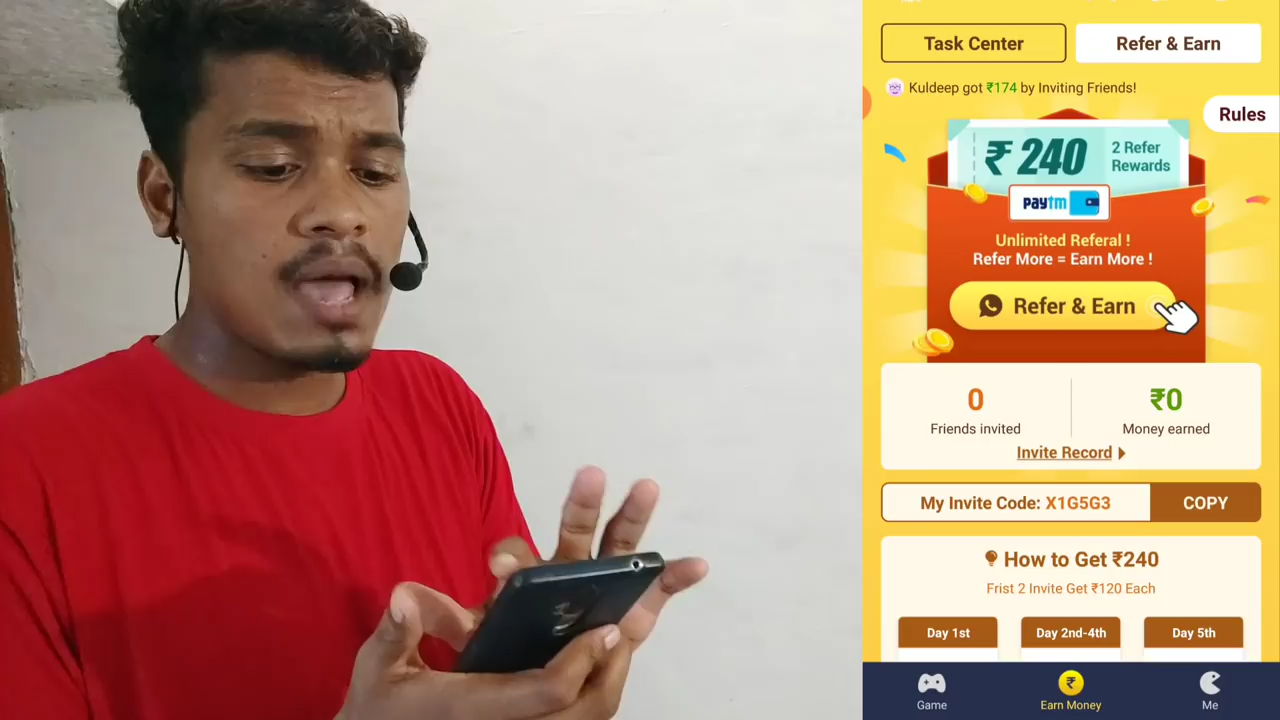 Task Center
Refer & Earn
Kuldeep got ₹174 by Inviting Friends!
Rules
₹ 240
2 Refer
Rewards
paytm
Unlimited Referal !
Refer More = Earn More !
Refer & Earn
0
Friends invited
₹0
Money earned
Invite Record
My Invite Code: X1G5G3
COPY
How to Get ₹240
Frist 2 Invite Get ₹120 Each
Day 1st
Day 2nd-4th
Day 5th
Game
Earn Money
Me